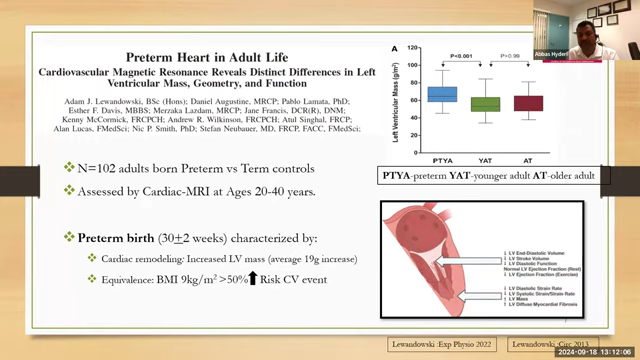 Preterm Heart in Adult Life
Cardiovascular Magnetic Resonance Reveals Distinct Differences in Left
Ventricular Mass, Geometry, and Function
Adam J. Lewandowski, BSc (Hons); Daniel Augustine, MRCP; Pablo Lamata, PhD;
Esther F. Davis, MBBS; Merzaka Lazdam, MRCP; Jane Francis, DCR(R), DNM;
Kenny McCormick, FRCPCH; Andrew R. Wilkinson, FRCPCH; Atul Singhal, FRCP;
Alan Lucas, FMedSci; Nic P. Smith, PhD; Stefan Neubauer, MD, FRCP, FACC, FMedSci;
N=102 adults born Preterm vs Term controls
Assessed by Cardiac-MRI at Ages 20-40 years.
Preterm birth (30±2 weeks) characterized by:
Cardiac remodeling: Increased LV mass (average 19g increase)
Equivalence: BMI 9kg/m² >50% Risk CV event
A
Left Ventricular Mass (g/m²)
120
100
80
60
40
20
0
P<0.001
P>0.99
PTYA YAT AT
PTYA-preterm YAT-younger adult AT-older adult
↓ LV End-Diastolic Volume
↓ LV Stroke Volume
↓ LV Diastolic Function
Normal LV Ejection Fraction (Rest)
↓ LV Ejection Fraction (Exercise)
↓ LV Diastolic Strain Rate
↓ LV Systolic Strain/Strain Rate
↑ LV Mass
↑ LV Diffuse Myocardial Fibrosis
Lewandowski :Exp Physio 2022
Lewandowski: Circ 2013
Abbas Hyderi
2024-09-18 13:12:06